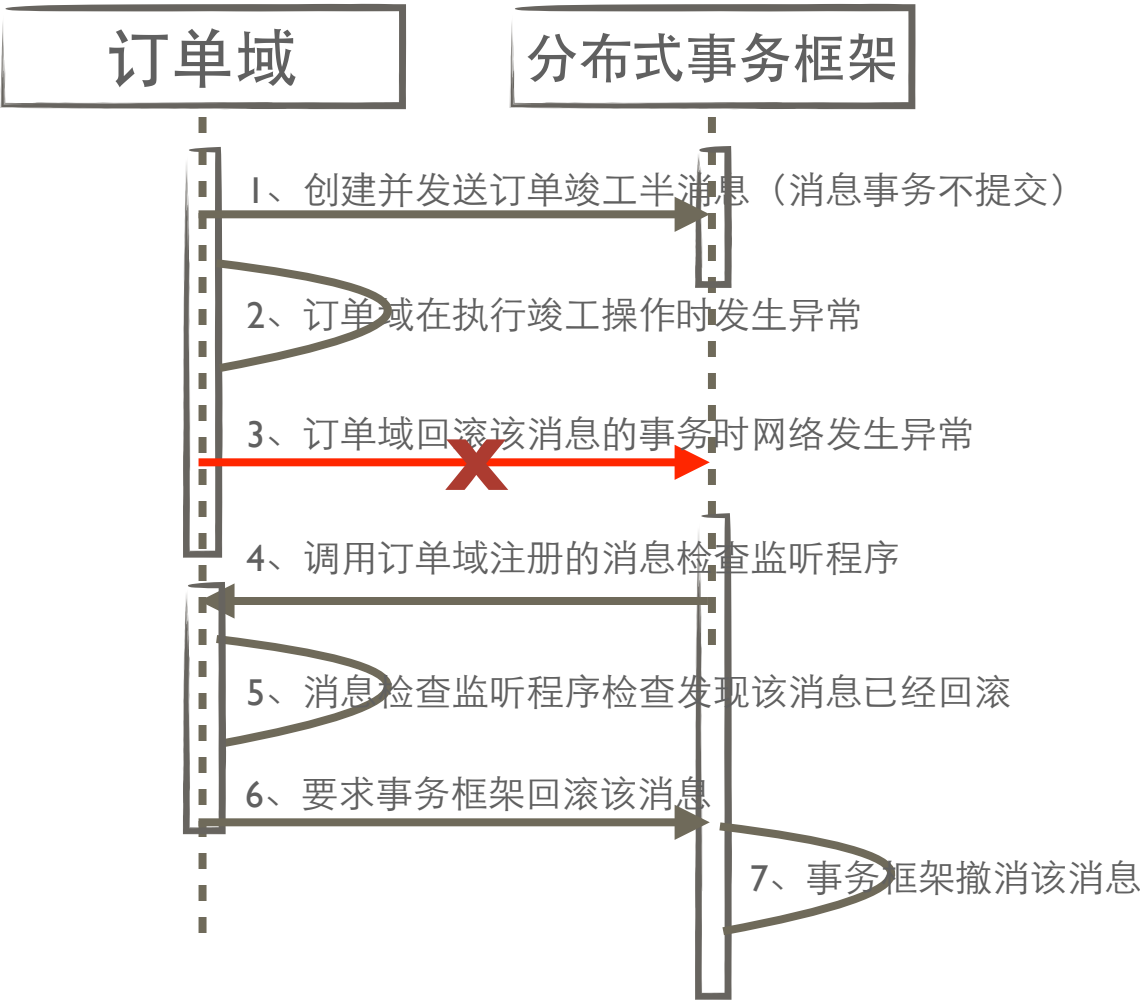 订单域
分布式事务框架
1、创建并发送订单竣工半消息（消息事务不提交）
2、订单域在执行竣工操作时发生异常
3、订单域回滚该消息的事务时网络发生异常
X
4、调用订单域注册的消息检查监听程序
5、消息检查监听程序检查发现该消息已经回滚
6、要求事务框架回滚该消息
7、事务框架撤消该消息